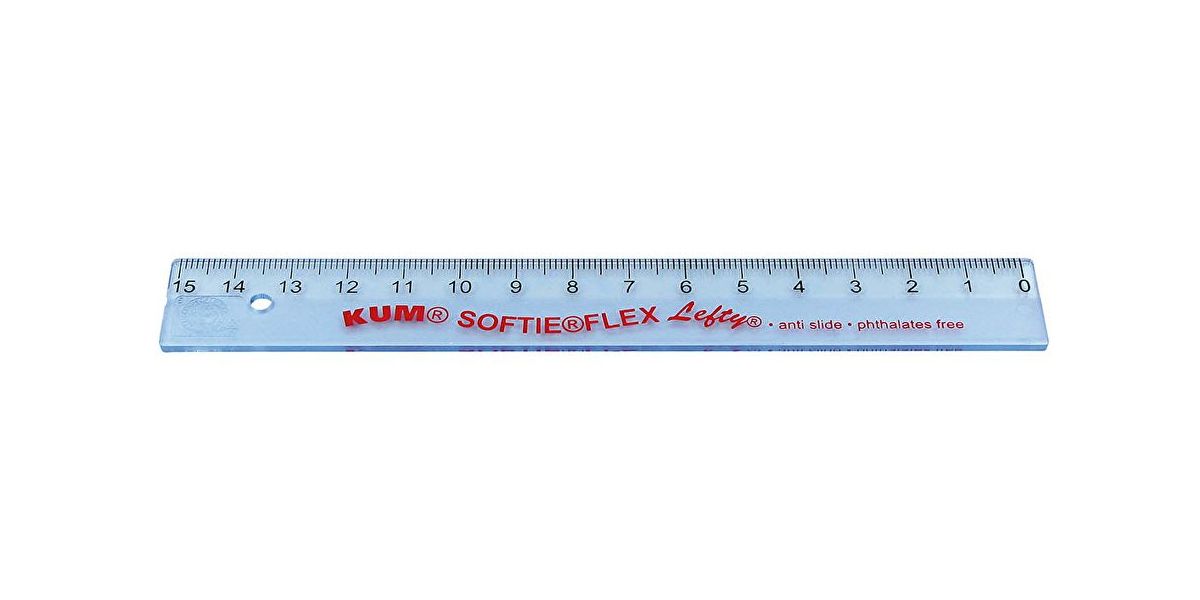 15 14 13 12 11 10 9 8 7 6 5 4 3 2 1 0
KUM® SOFTIE®FLEX Lefty® • anti slide • phthalates free